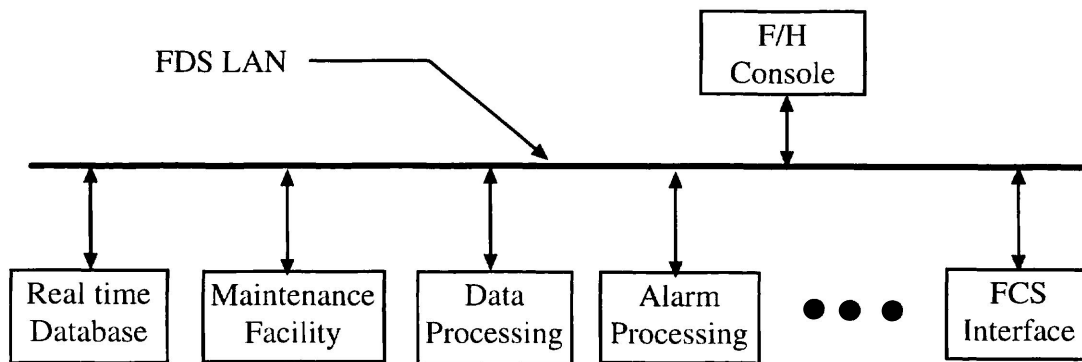 F/H
Console
FDS LAN
Real time
Database
Maintenance
Facility
Data
Processing
Alarm
Processing
FCS
Interface